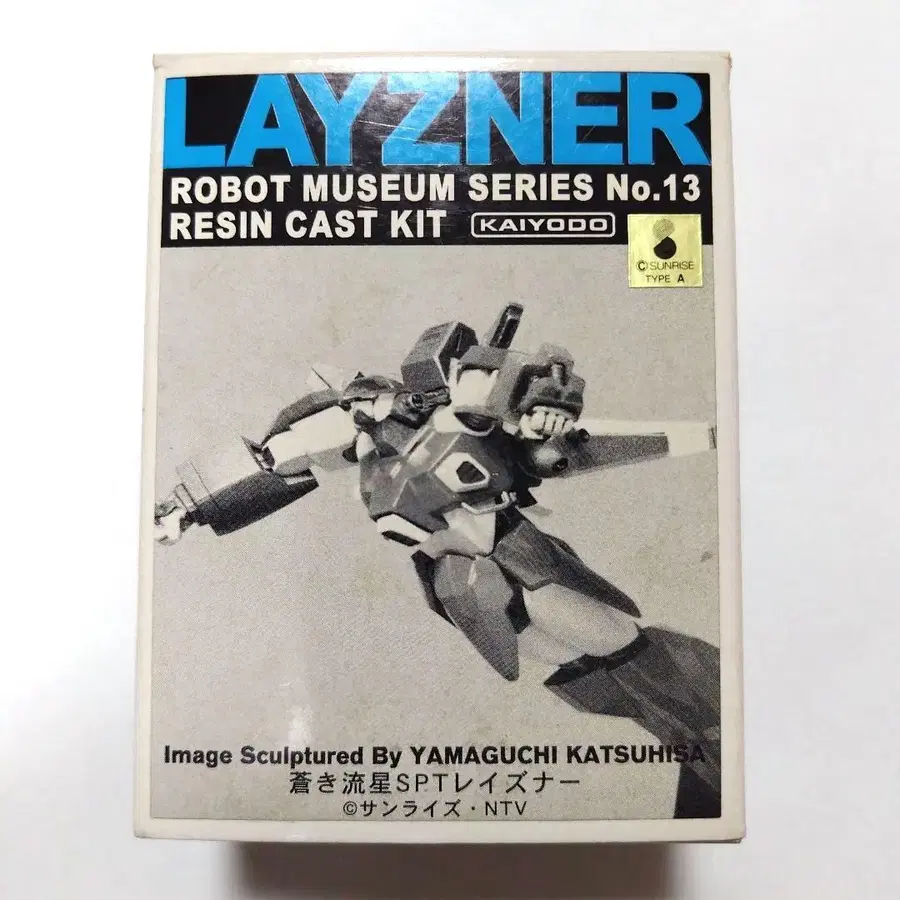 LAYZNER
ROBOT MUSEUM SERIES No.13
RESIN CAST KIT KAIYODO
©SUNRISE
TYPE A
Image Sculptured By YAMAGUCHI KATSUHISA
蒼き流星SPTレイズナー
©サンライズ・NTV